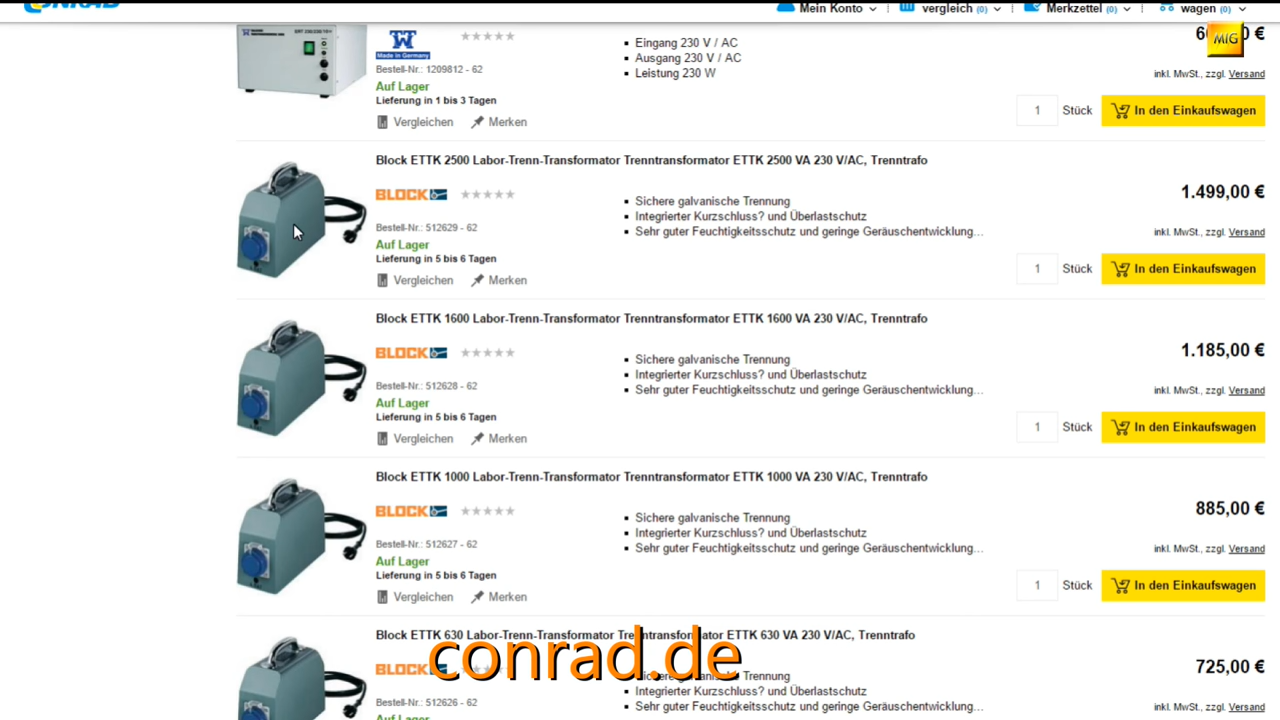 CONRAD
Mein Konto
vergleich (0)
Merkzettel (0)
wagen (0)
MIG
Made in Germany
Bestell-Nr.: 1209812 - 62
Auf Lager
Lieferung in 1 bis 3 Tagen
Vergleichen Merken
Eingang 230 V / AC
Ausgang 230 V / AC
Leistung 230 W
0 €
inkl. MwSt., zzgl. Versand
1 Stück In den Einkaufswagen
Block ETTK 2500 Labor-Trenn-Transformator Trenntransformator ETTK 2500 VA 230 V/AC, Trenntrafo
BLOCK
Bestell-Nr.: 512629 - 62
Auf Lager
Lieferung in 5 bis 6 Tagen
Vergleichen Merken
Sichere galvanische Trennung
Integrierter Kurzschluss? und Überlastschutz
Sehr guter Feuchtigkeitsschutz und geringe Geräuschentwicklung...
1.499,00 €
inkl. MwSt., zzgl. Versand
1 Stück In den Einkaufswagen
Block ETTK 1600 Labor-Trenn-Transformator Trenntransformator ETTK 1600 VA 230 V/AC, Trenntrafo
BLOCK
Bestell-Nr.: 512628 - 62
Auf Lager
Lieferung in 5 bis 6 Tagen
Vergleichen Merken
Sichere galvanische Trennung
Integrierter Kurzschluss? und Überlastschutz
Sehr guter Feuchtigkeitsschutz und geringe Geräuschentwicklung...
1.185,00 €
inkl. MwSt., zzgl. Versand
1 Stück In den Einkaufswagen
Block ETTK 1000 Labor-Trenn-Transformator Trenntransformator ETTK 1000 VA 230 V/AC, Trenntrafo
BLOCK
Bestell-Nr.: 512627 - 62
Auf Lager
Lieferung in 5 bis 6 Tagen
Vergleichen Merken
Sichere galvanische Trennung
Integrierter Kurzschluss? und Überlastschutz
Sehr guter Feuchtigkeitsschutz und geringe Geräuschentwicklung...
885,00 €
inkl. MwSt., zzgl. Versand
1 Stück In den Einkaufswagen
Block ETTK 630 Labor-Trenn-Transformator Trenntransformator ETTK 630 VA 230 V/AC, Trenntrafo
BLOCK
Bestell-Nr.: 512626 - 62
Auf Lager
Sichere galvanische Trennung
Integrierter Kurzschluss? und Überlastschutz
Sehr guter Feuchtigkeitsschutz und geringe Geräuschentwicklung...
725,00 €
inkl. MwSt., zzgl. Versand
conrad.de